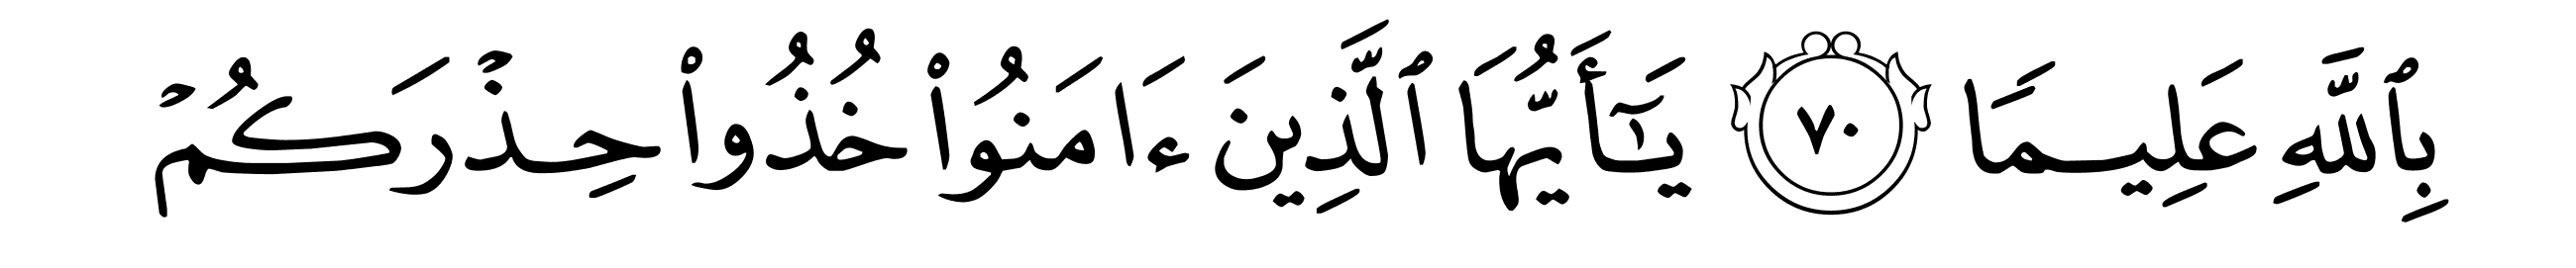 بِٱللَّهِ عَلِيمًا ٧٠ يَـٰٓأَيُّهَا ٱلَّذِينَ ءَامَنُوا۟ خُذُوا۟ حِذْرَكُمْ